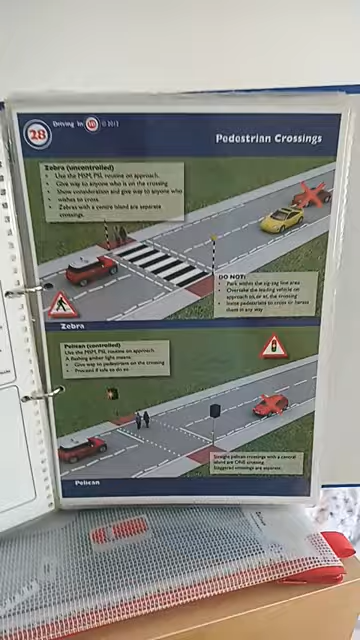 28
Driving in
© 2012
Pedestrian Crossings
Zebra (uncontrolled)
• Use the MSM, PSL routine on approach.
• Give way to anyone who is on the crossing
• Show consideration and give way to anyone who
• wishes to cross.
• Zebras with a centre island are separate
crossings.
DO NOT:
• Park within the zig-zag line area
• Overtake the leading vehicle on
approach to, or at, the crossing
• Invite pedestrians to cross or harass
them in any way
Zebra
Pelican (controlled)
Use the MSM, PSL routine on approach.
A flashing amber light means:
• Give way to pedestrians on the crossing
• Proceed if safe to do so
Straight pelican crossings with a central
island are ONE crossing
Staggered crossings are separate.
Pelican